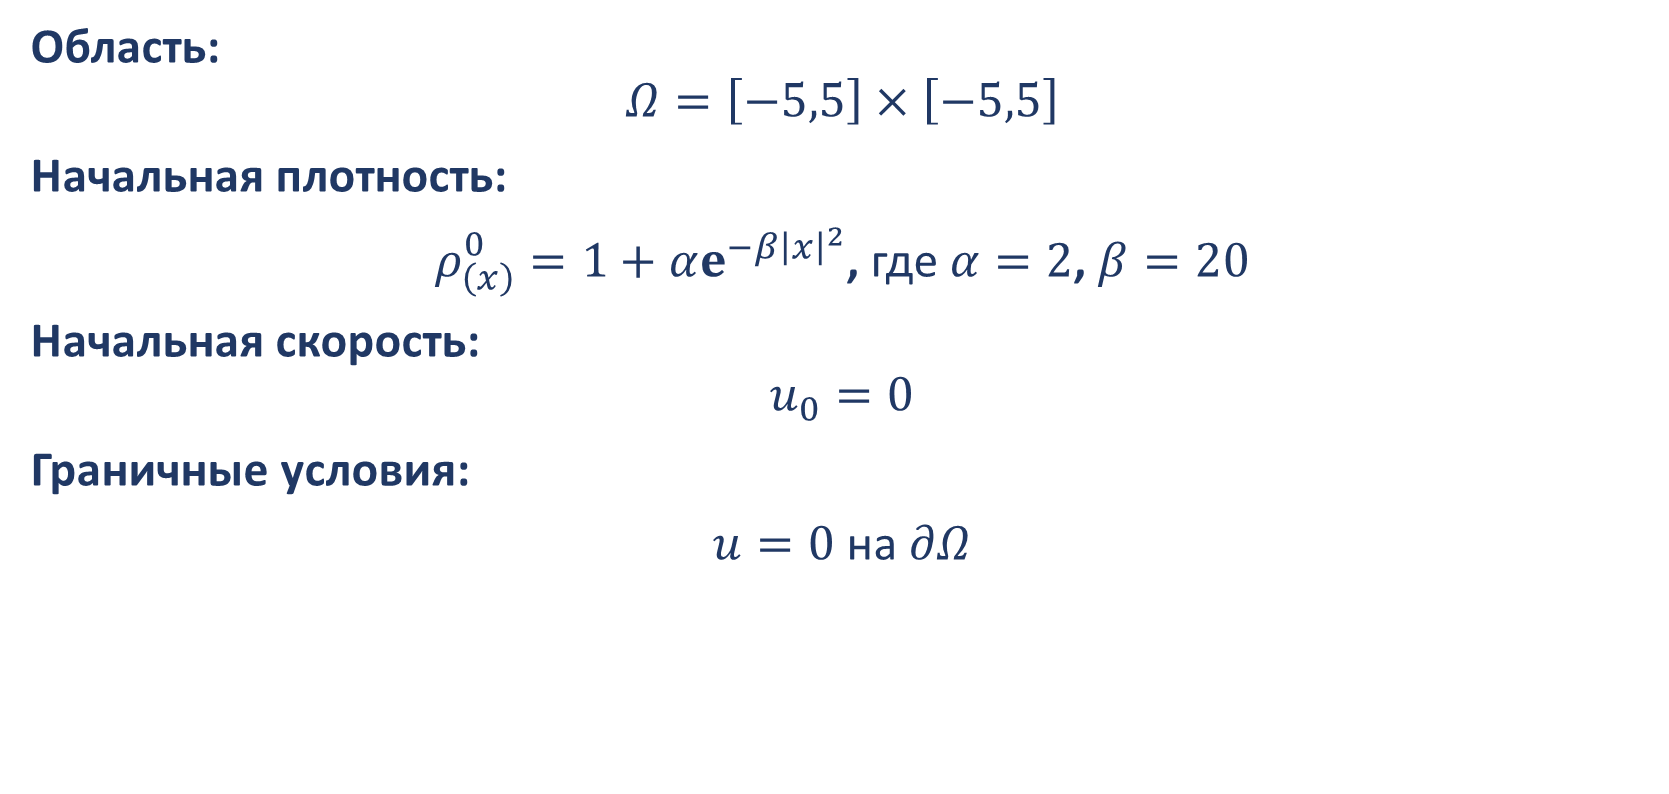 Область:
𝛺 = [−5,5] × [−5,5]
Начальная плотность:
ρ⁰₍ₓ₎ = 1 + αe^{−β|x|²}, где α = 2, β = 20
Начальная скорость:
u₀ = 0
Граничные условия:
u = 0 на ∂𝛺